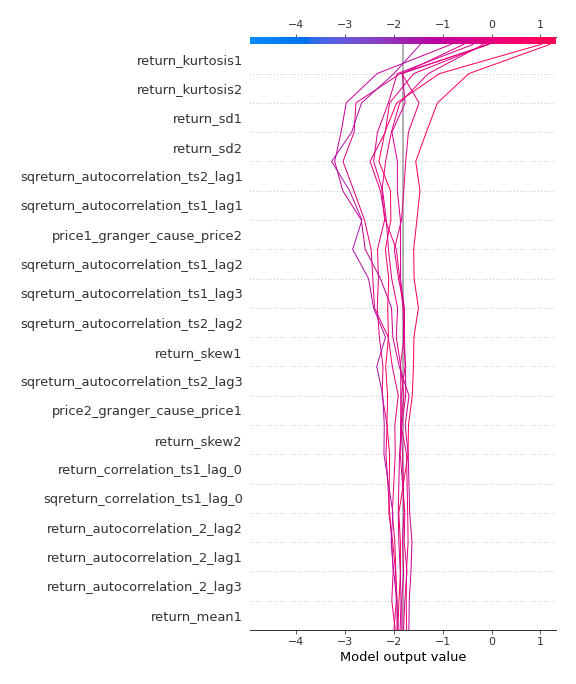 −4 −3 −2 −1 0 1
return_kurtosis1
return_kurtosis2
return_sd1
return_sd2
sqreturn_autocorrelation_ts2_lag1
sqreturn_autocorrelation_ts1_lag1
price1_granger_cause_price2
sqreturn_autocorrelation_ts1_lag2
sqreturn_autocorrelation_ts1_lag3
sqreturn_autocorrelation_ts2_lag2
return_skew1
sqreturn_autocorrelation_ts2_lag3
price2_granger_cause_price1
return_skew2
return_correlation_ts1_lag_0
sqreturn_correlation_ts1_lag_0
return_autocorrelation_2_lag2
return_autocorrelation_2_lag1
return_autocorrelation_2_lag3
return_mean1
−4 −3 −2 −1 0 1
Model output value